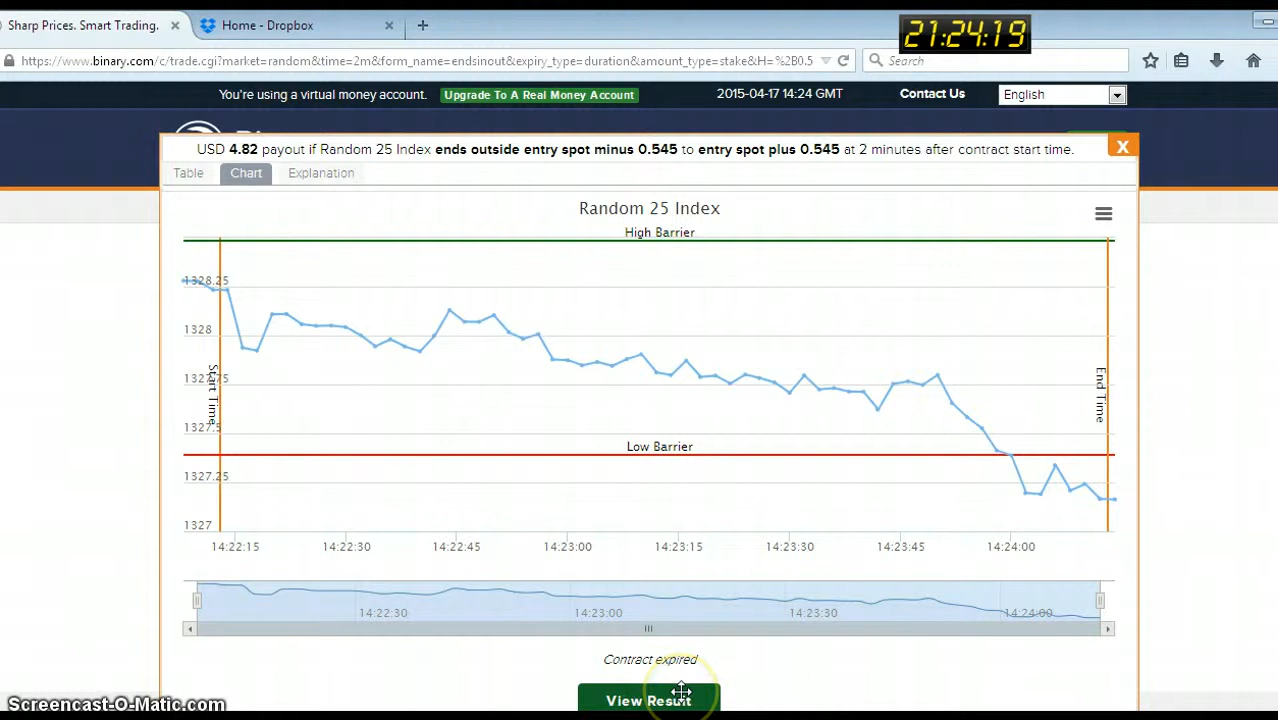 Sharp Prices. Smart Trading. ×
Home - Dropbox ×
+
21:24:19
https://www.binary.com/c/trade.cgi?market=random&time=2m&form_name=endsinout&expiry_type=duration&amount_type=stake&H=%2B0.5
Search
You're using a virtual money account. Upgrade To A Real Money Account 2015-04-17 14:24 GMT Contact Us English
USD 4.82 payout if Random 25 Index ends outside entry spot minus 0.545 to entry spot plus 0.545 at 2 minutes after contract start time.
X
Table Chart Explanation
Random 25 Index
High Barrier
1328.25
1328
1327.75
Start Time
End Time
1327.5
Low Barrier
1327.25
1327
14:22:15 14:22:30 14:22:45 14:23:00 14:23:15 14:23:30 14:23:45 14:24:00
14:22:30 14:23:00 14:23:30 14:24:00
Contract expired
View Result
Screencast-O-Matic.com